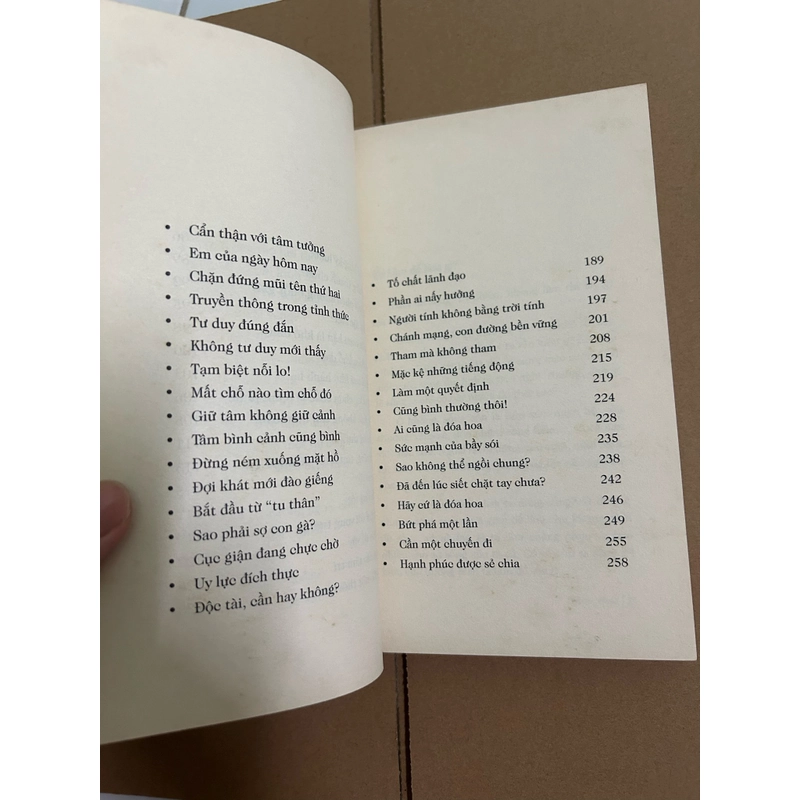 • Cẩn thận với tâm tưởng
• Em của ngày hôm nay
• Chặn đứng mũi tên thứ hai
• Truyền thông trong tỉnh thức
• Tư duy đúng đắn
• Không tư duy mới thấy
• Tạm biệt nỗi lo!
• Mất chỗ nào tìm chỗ đó
• Giữ tâm không giữ cảnh
• Tâm bình cảnh cũng bình
• Đừng ném xuống mặt hồ
• Đợi khát mới đào giếng
• Bắt đầu từ “tu thân”
• Sao phải sợ con gà?
• Cục giận đang chực chờ
• Uy lực đích thực
• Độc tài, cần hay không?
• Tố chất lãnh đạo 189
• Phần ai nấy hưởng 194
• Người tính không bằng trời tính 197
• Chánh mạng, con đường bền vững 201
• Tham mà không tham 208
• Mặc kệ những tiếng động 215
• Làm một quyết định 219
• Cũng bình thường thôi! 224
• Ai cũng là đóa hoa 228
• Sức mạnh của bầy sói 235
• Sao không thể ngồi chung? 238
• Đã đến lúc siết chặt tay chưa? 242
• Hãy cứ là đóa hoa 246
• Bứt phá một lần 249
• Cần một chuyến đi 255
• Hạnh phúc được sẻ chia 258